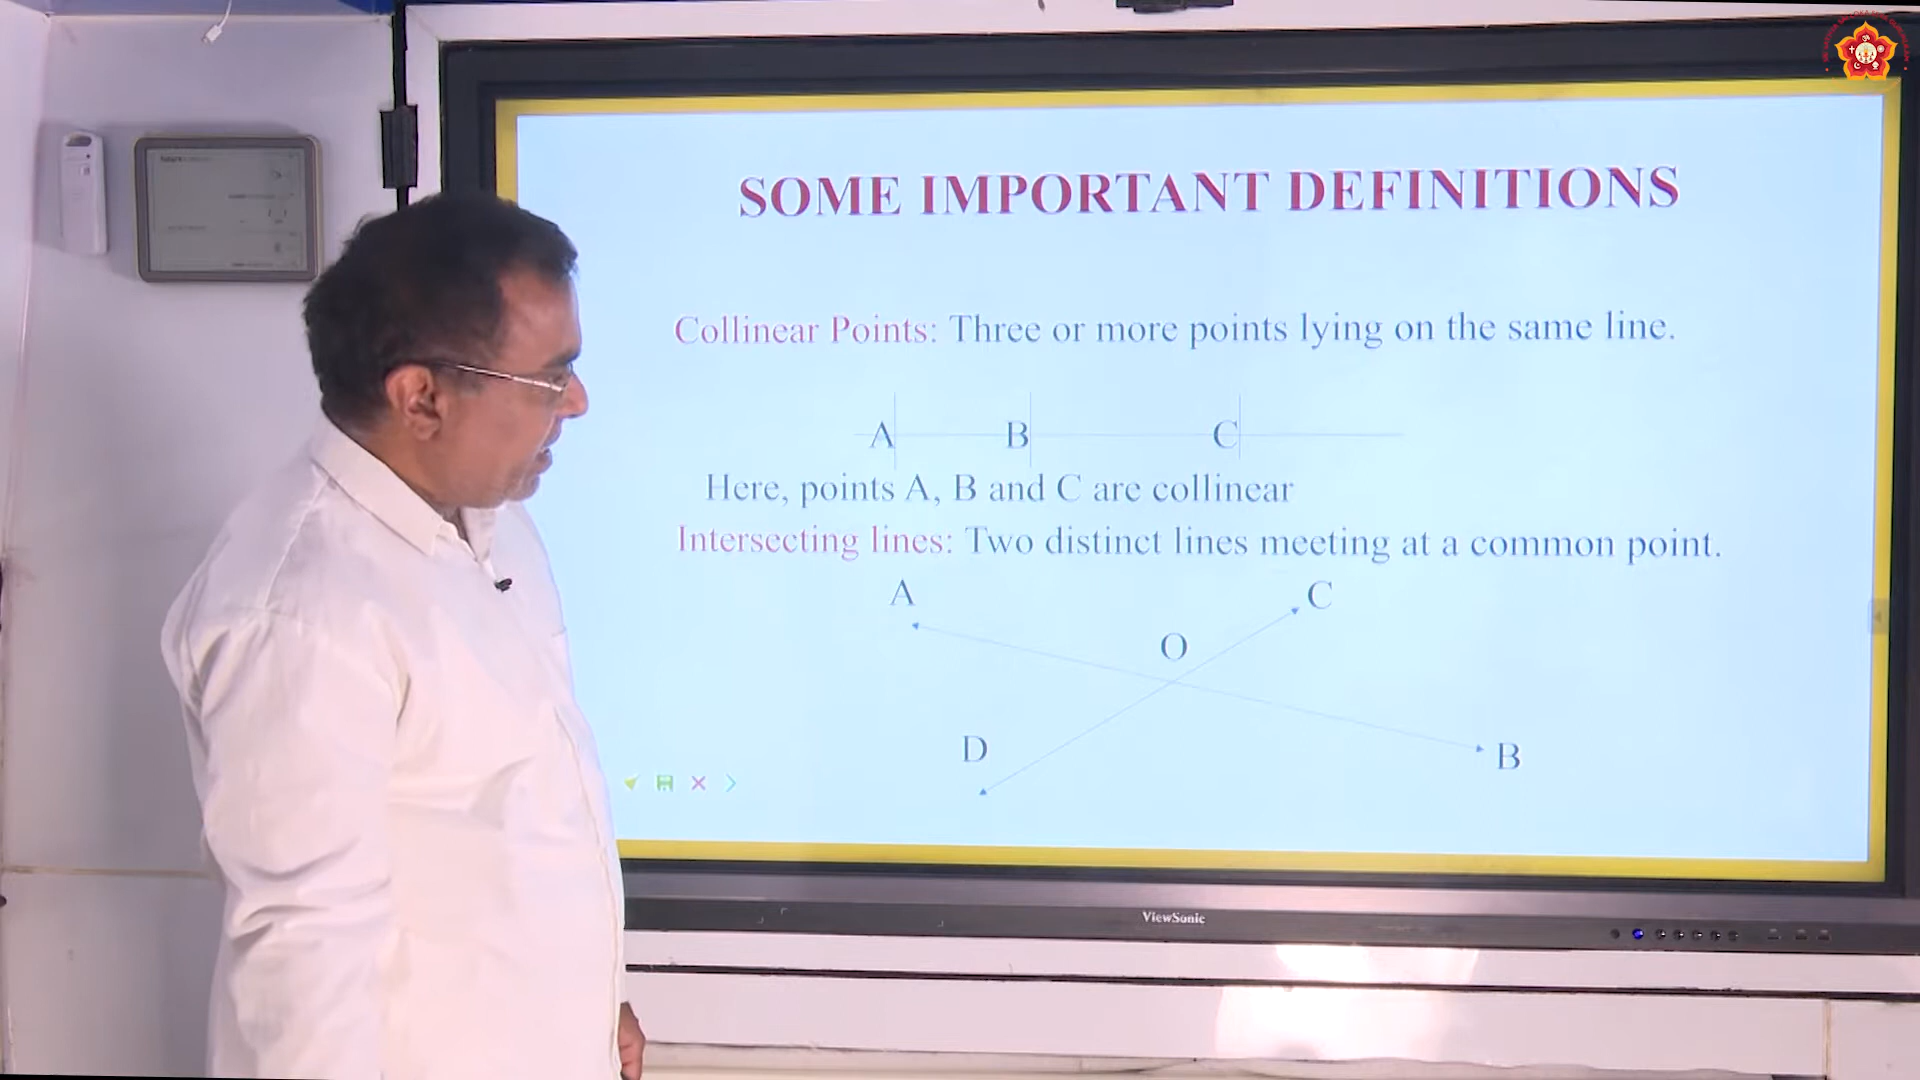 SOME IMPORTANT DEFINITIONS
Collinear Points: Three or more points lying on the same line.
A B C
Here, points A, B and C are collinear
Intersecting lines: Two distinct lines meeting at a common point.
A C
O
D B
ViewSonic